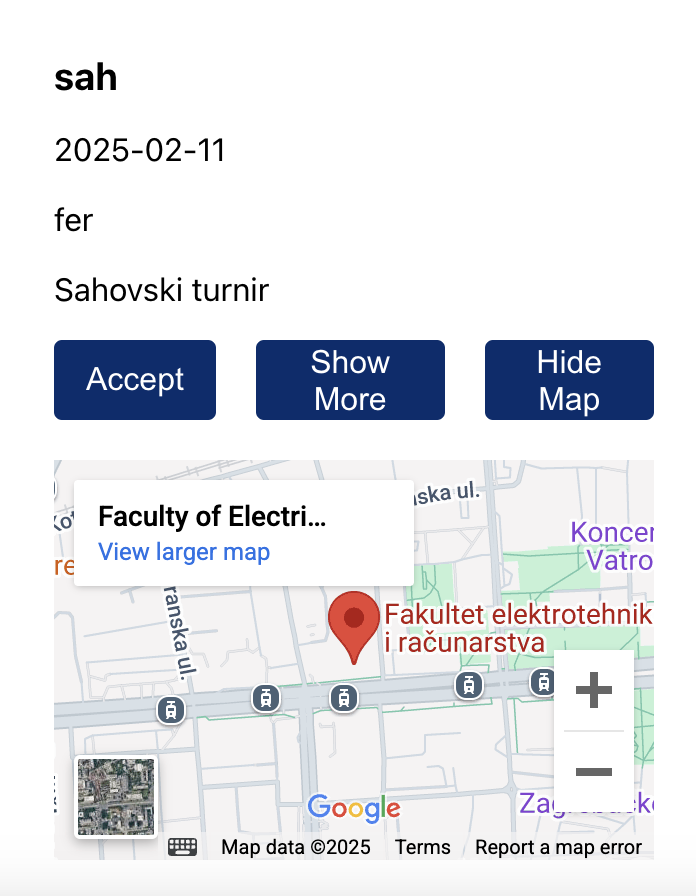 sah
2025-02-11
fer
Sahovski turnir
Accept
Show
More
Hide
Map
Faculty of Electri...
View larger map
ska ul.
Koncer
Vatro
ranska ul.
Fakultet elektrotehnik
i računarstva
Google
Map data ©2025
Terms
Report a map error